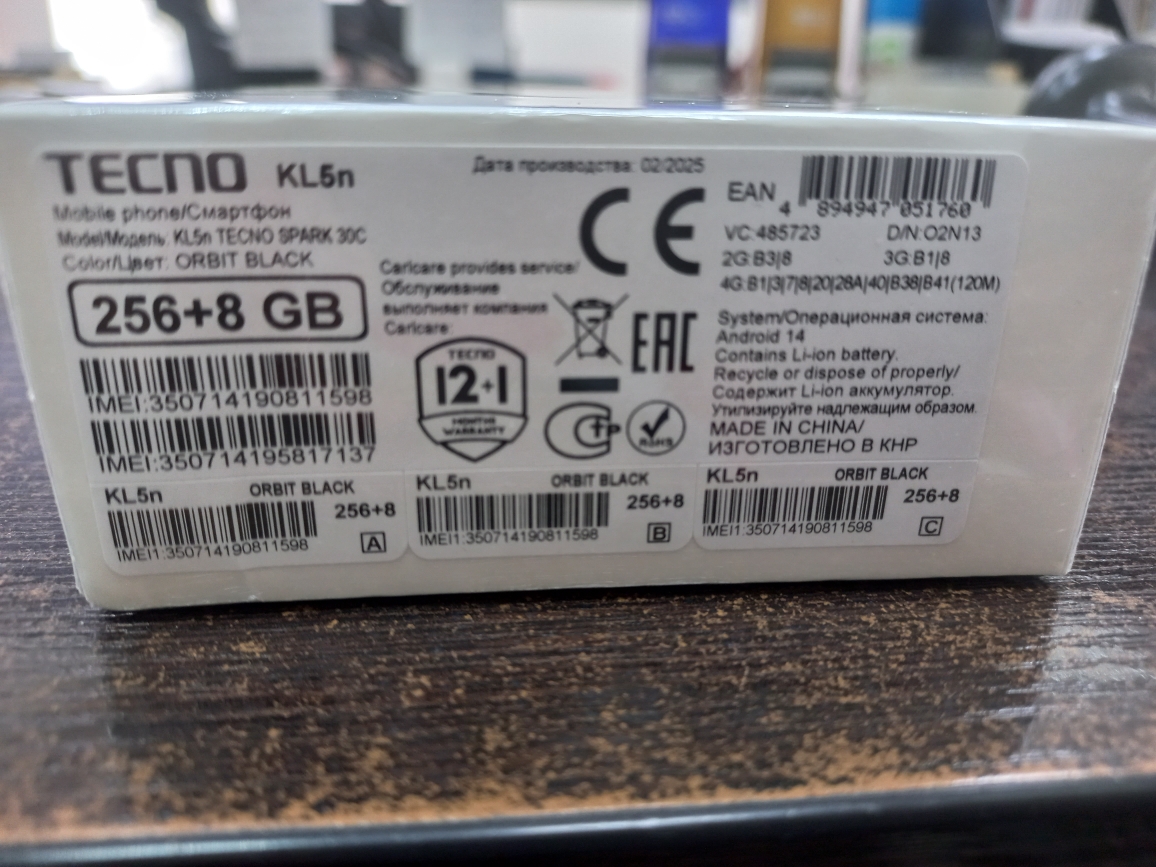 TECNO KL5n
Mobile phone/Смартфон
Model/Модель: KL5n TECNO SPARK 30C
Color/Цвет: ORBIT BLACK
256+8 GB
IMEI:350714190811598
IMEI:350714195817137
Дата производства: 02/2025
CE
Carlcare provides service/
Обслуживание
выполняет компания
Carlcare:
TECNO
12+1
MONTHS
WARRANTY
EAC
RoHS
EAN
4 894947 051760
VC:485723 D/N:O2N13
2G:B3|8 3G:B1|8
4G:B1|3|7|8|20|28A|40|B38|B41(120M)
System/Операционная система:
Android 14
Contains Li-ion battery.
Recycle or dispose of properly/
Содержит Li-ion аккумулятор.
Утилизируйте надлежащим образом.
MADE IN CHINA/
ИЗГОТОВЛЕНО В КНР
KL5n ORBIT BLACK
256+8
IMEI1:350714190811598 A
KL5n ORBIT BLACK
256+8
IMEI1:350714190811598 B
KL5n ORBIT BLACK
256+8
IMEI1:350714190811598 C